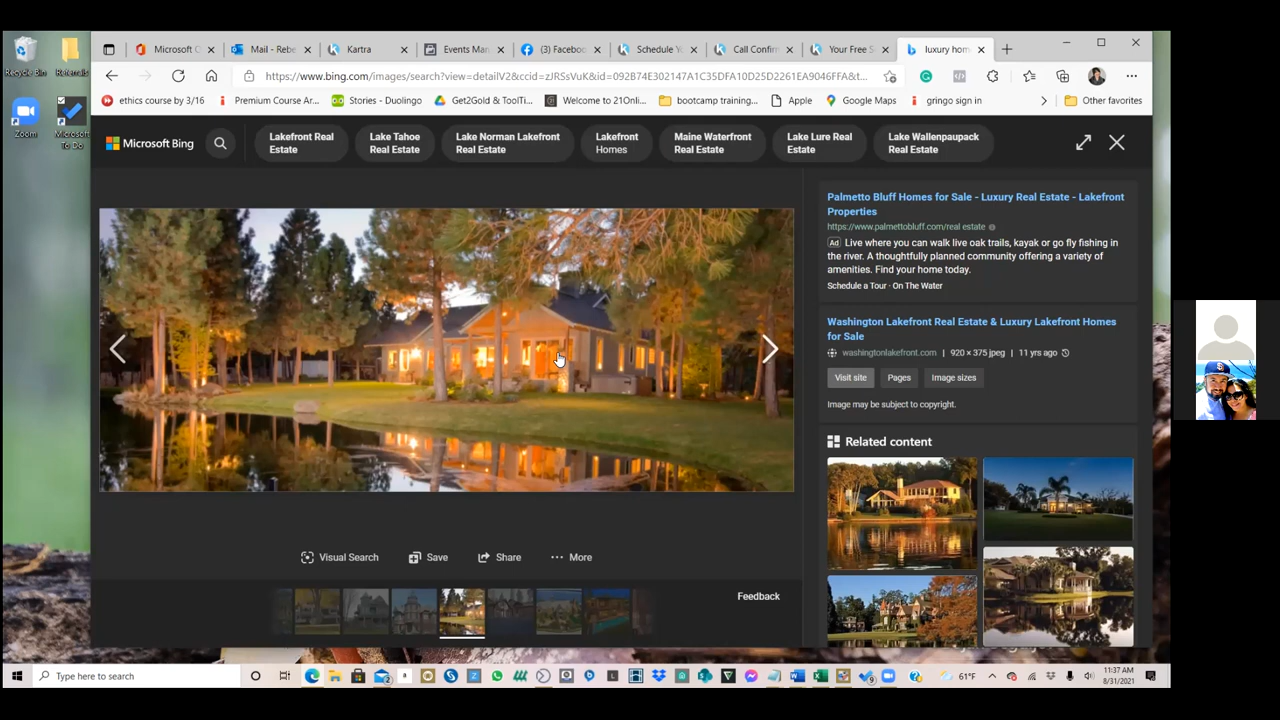 Recycle Bin
Referrals
Zoom
Microsoft
To Do
Microsoft O
Mail - Rebe
Kartra
Events Man
(3) Faceboo
Schedule Y
Call Confirm
Your Free S
luxury hom
https://www.bing.com/images/search?view=detailV2&ccid=zJRSsVuK&id=092B74E302147A1C35DFA10D25D2261EA9046FFA&t...
ethics course by 3/16
Premium Course Ar...
Stories - Duolingo
Get2Gold & ToolTi...
Welcome to 21Onli...
bootcamp training...
Apple
Google Maps
gringo sign in
Other favorites
Microsoft Bing
Lakefront Real
Estate
Lake Tahoe
Real Estate
Lake Norman Lakefront
Real Estate
Lakefront
Homes
Maine Waterfront
Real Estate
Lake Lure Real
Estate
Lake Wallenpaupack
Real Estate
Palmetto Bluff Homes for Sale - Luxury Real Estate - Lakefront
Properties
https://www.palmettobluff.com/real estate
Ad Live where you can walk live oak trails, kayak or go fly fishing in
the river. A thoughtfully planned community offering a variety of
amenities. Find your home today.
Schedule a Tour · On The Water
Washington Lakefront Real Estate & Luxury Lakefront Homes
for Sale
washingtonlakefront.com | 920 × 375 jpeg | 11 yrs ago
Visit site
Pages
Image sizes
Image may be subject to copyright.
Related content
Visual Search
Save
Share
More
Feedback
Type here to search
61°F
11:37 AM
8/31/2021